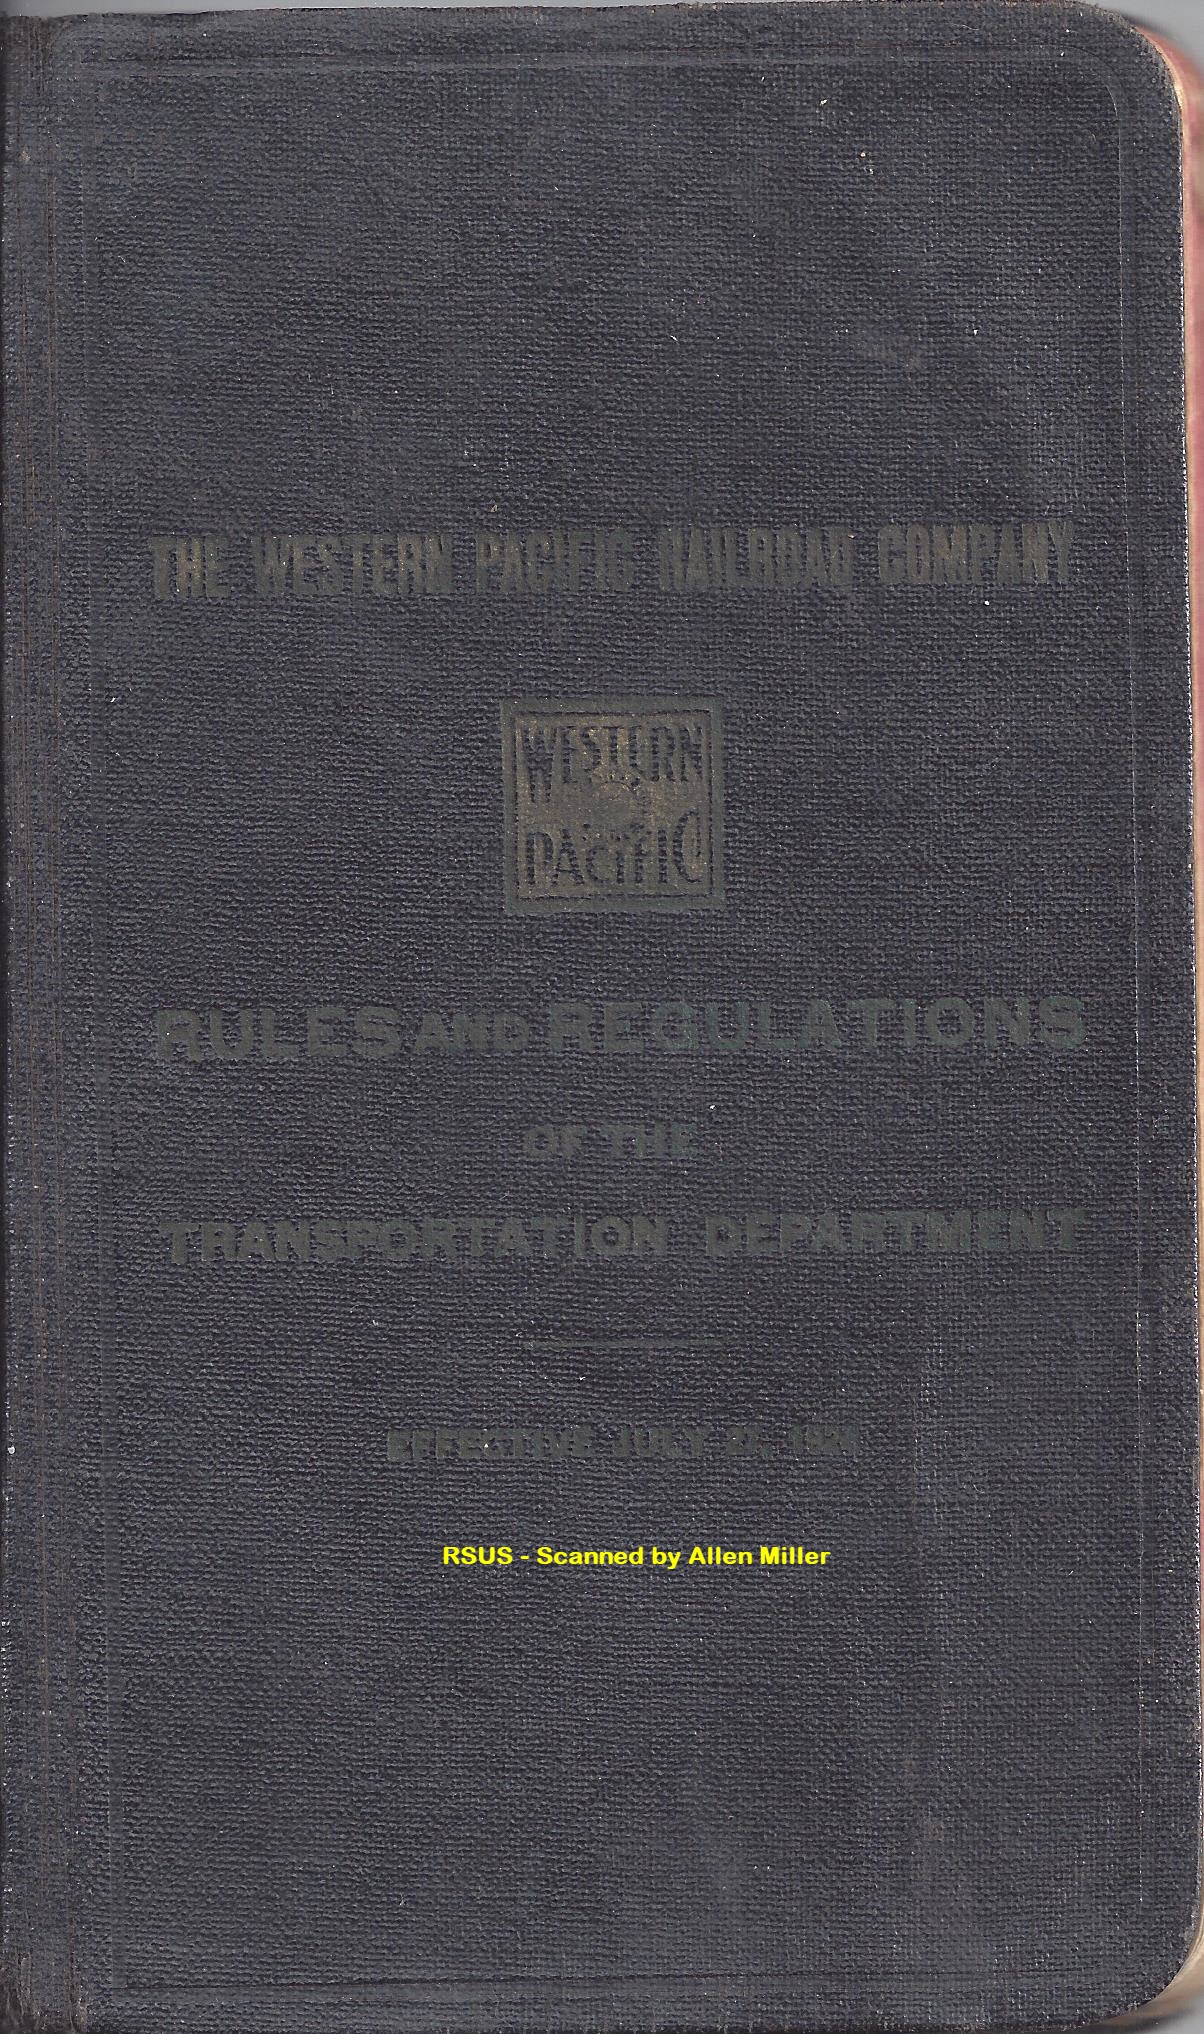 THE WESTERN PACIFIC RAILROAD COMPANY
WESTERN
PACIFIC
RULES AND REGULATIONS
OF THE
TRANSPORTATION DEPARTMENT
EFFECTIVE JULY
RSUS - Scanned by Allen Miller